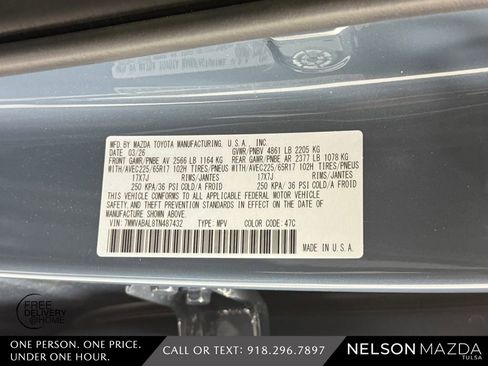 MFD. BY MAZDA TOYOTA MANUFACTURING, U.S.A., INC.
DATE 03/26 GVWR/PNBV 4861 LB 2205 KG
FRONT GAWR/PNBE AV 2566 LB 1164 KG REAR GAWR/PNBE AR 2377 LB 1078 KG
WITH/AVEC225/65R17 102H TIRES/PNEUS WITH/AVEC225/65R17 102H TIRES/PNEUS
17X7J RIMS/JANTES 17X7J RIMS/JANTES
250 KPA/36 PSI COLD/A FROID 250 KPA/36 PSI COLD/A FROID
THIS VEHICLE CONFORMS TO ALL APPLICABLE FEDERAL MOTOR VEHICLE
SAFETY AND THEFT PREVENTION STANDARDS IN EFFECT ON THE DATE OF
MANUFACTURE SHOWN ABOVE.
VIN: 7MMVABAL8TN487432 TYPE: MPV COLOR CODE: 47C
MADE IN U.S.A.
FREE
DELIVERY
@HOME
ONE PERSON. ONE PRICE.
UNDER ONE HOUR.
CALL OR TEXT: 918.296.7897
NELSON MAZDA
TULSA